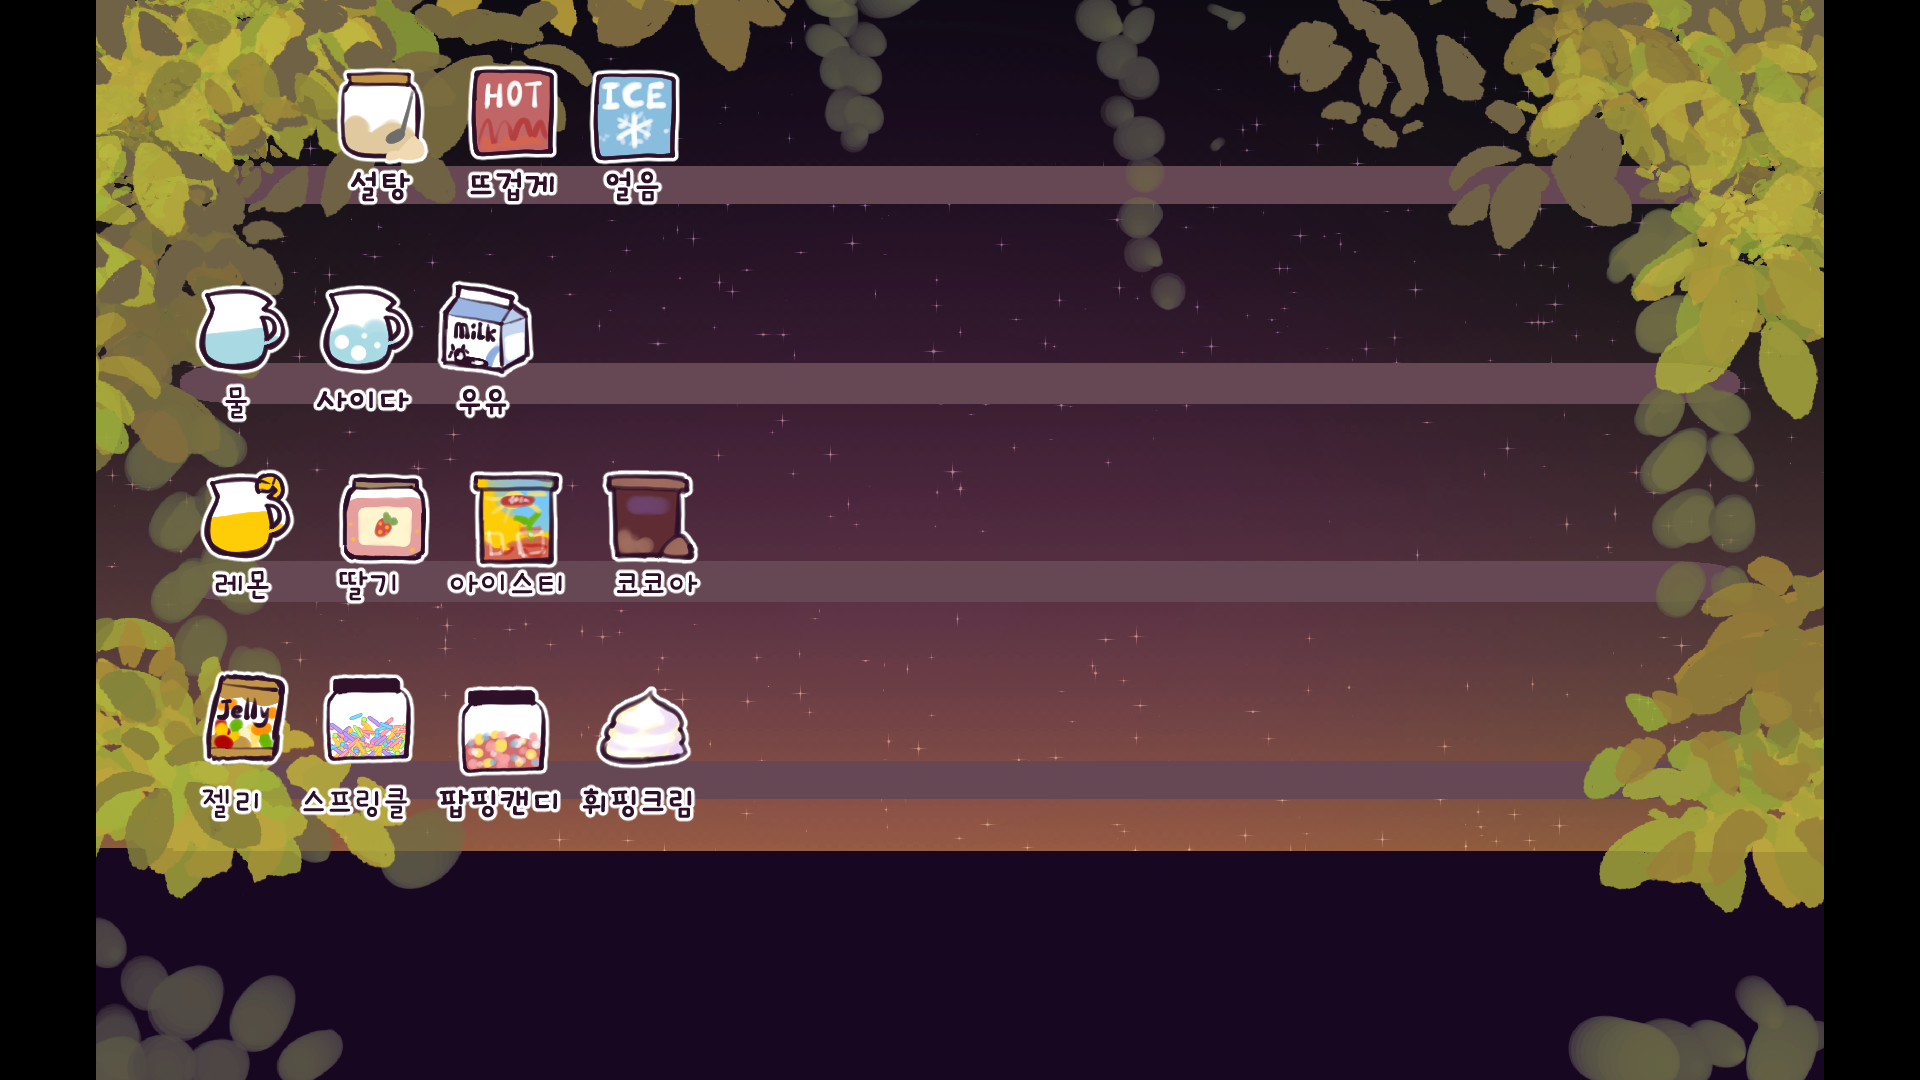 HOT ICE
설탕 뜨겁게 얼음
Milk
물 사이다 우유
레몬 딸기 아이스티 코코아
Jelly
젤리 스프링클 팝핑캔디 휘핑크림